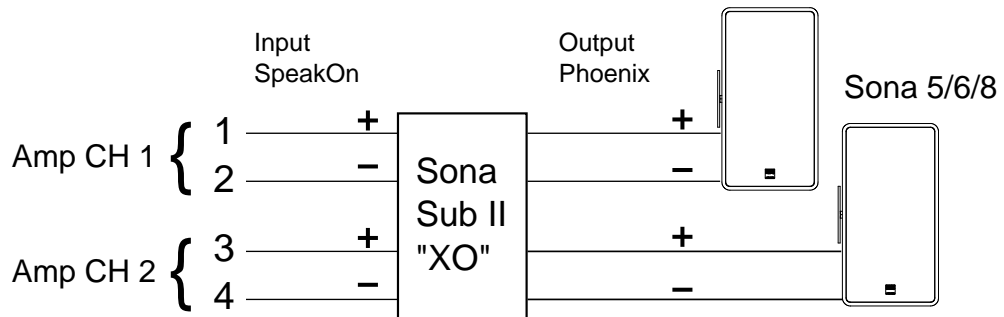 Input
SpeakOn
Output
Phoenix
Sona 5/6/8
Amp CH 1 { 1 + +
2 − −
Sona
Sub II
"XO"
Amp CH 2 { 3 + +
4 − −